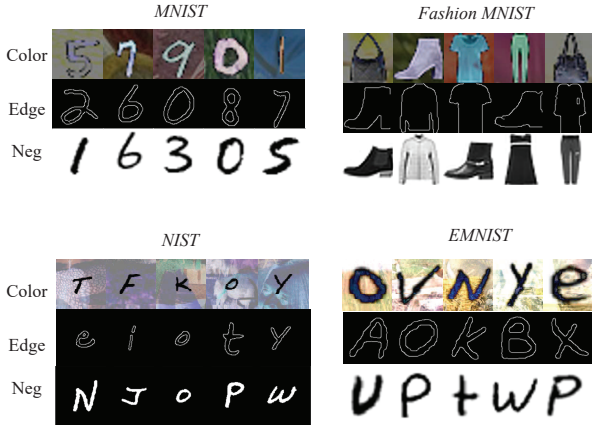 MNIST
Color 5 7 9 0 1
Edge 2 6 0 8 7
Neg 1 6 3 0 5
Fashion MNIST
NIST
Color T F K O Y
Edge e i o t y
Neg N J O P W
EMNIST
O V N Y e
A O K B X
U P t W P